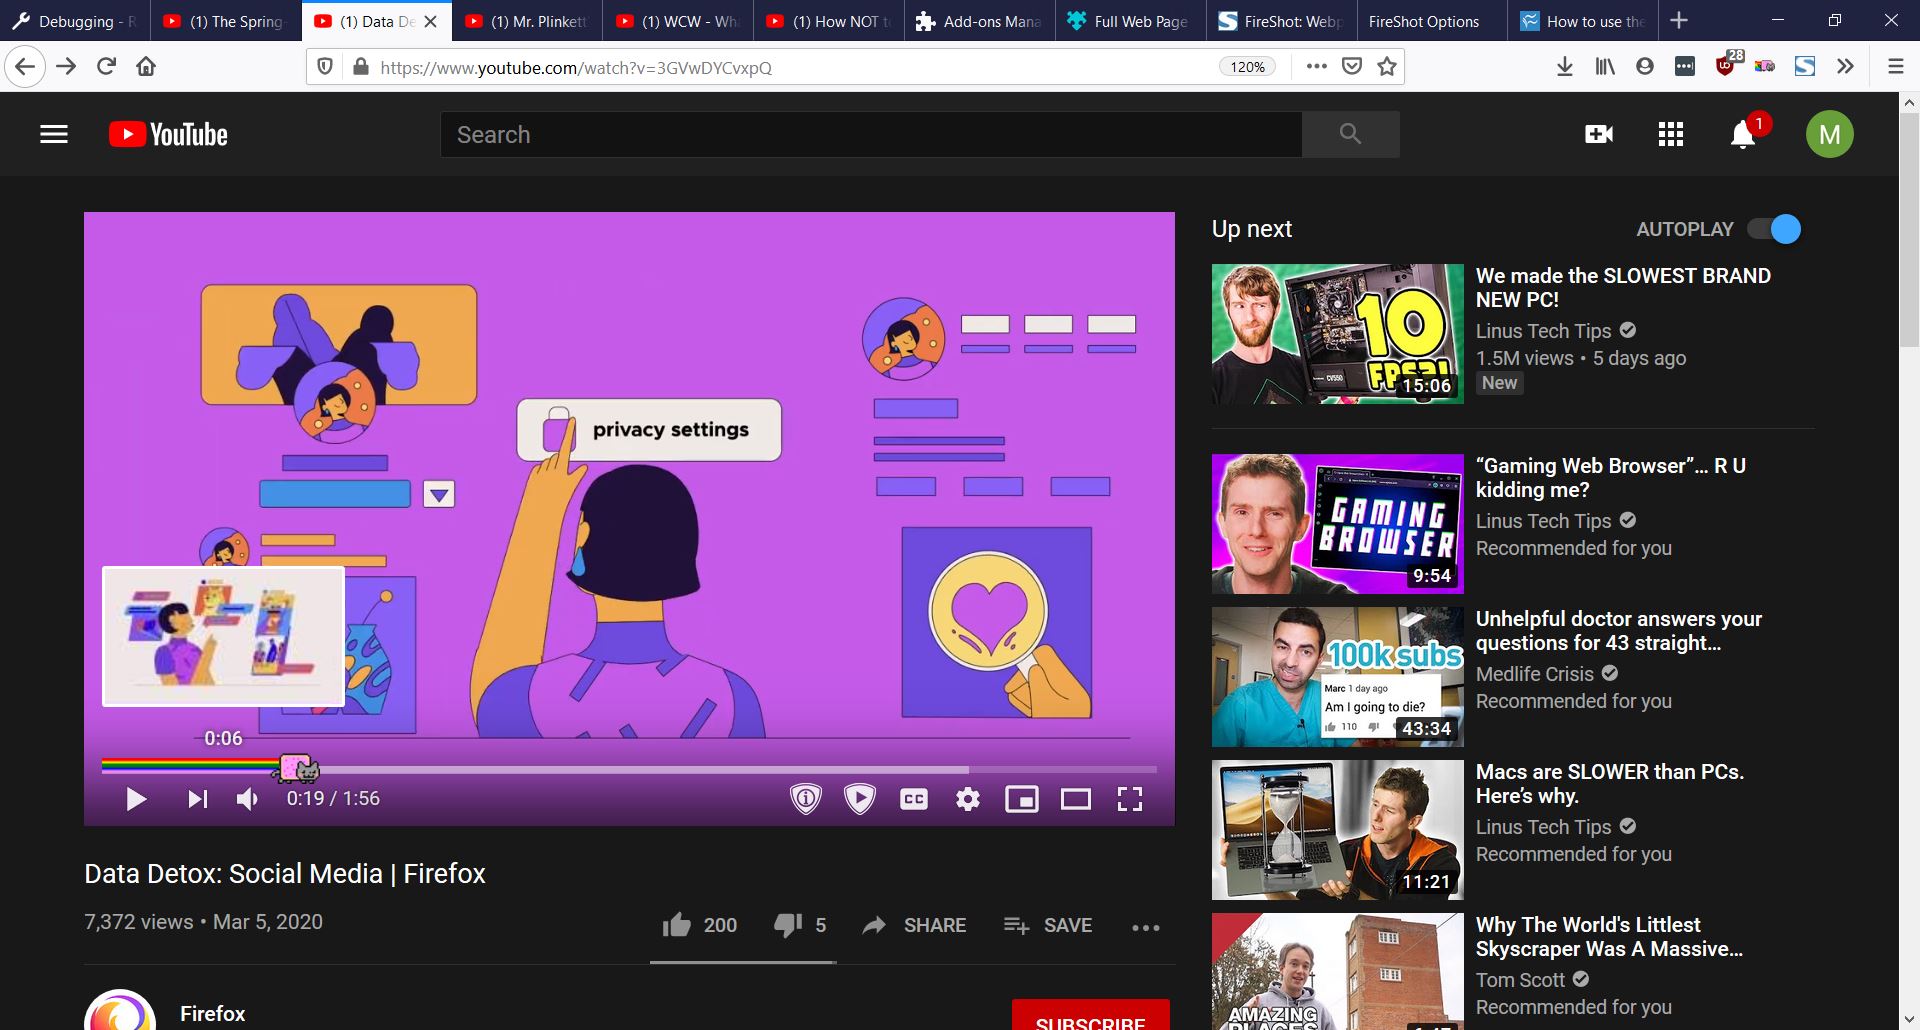 Debugging - R
(1) The Spring-
(1) Data De
(1) Mr. Plinkett'
(1) WCW - Wha
(1) How NOT to
Add-ons Mana
Full Web Page
FireShot: Webp
FireShot Options
How to use the
https://www.youtube.com/watch?v=3GVwDYCvxpQ
120%
28
YouTube
Search
1
M
privacy settings
0:06
0:19 / 1:56
CC
Data Detox: Social Media | Firefox
7,372 views • Mar 5, 2020
200
5
SHARE
SAVE
Firefox
SUBSCRIBE
Up next
AUTOPLAY
10
FPS?!
15:06
We made the SLOWEST BRAND
NEW PC!
Linus Tech Tips
1.5M views • 5 days ago
New
GAMING
BROWSER
9:54
“Gaming Web Browser”... R U
kidding me?
Linus Tech Tips
Recommended for you
100k subs
Marc 1 day ago
Am I going to die?
110
43:34
Unhelpful doctor answers your
questions for 43 straight...
Medlife Crisis
Recommended for you
11:21
Macs are SLOWER than PCs.
Here’s why.
Linus Tech Tips
Recommended for you
AMAZING
PLACES
Why The World's Littlest
Skyscraper Was A Massive...
Tom Scott
Recommended for you